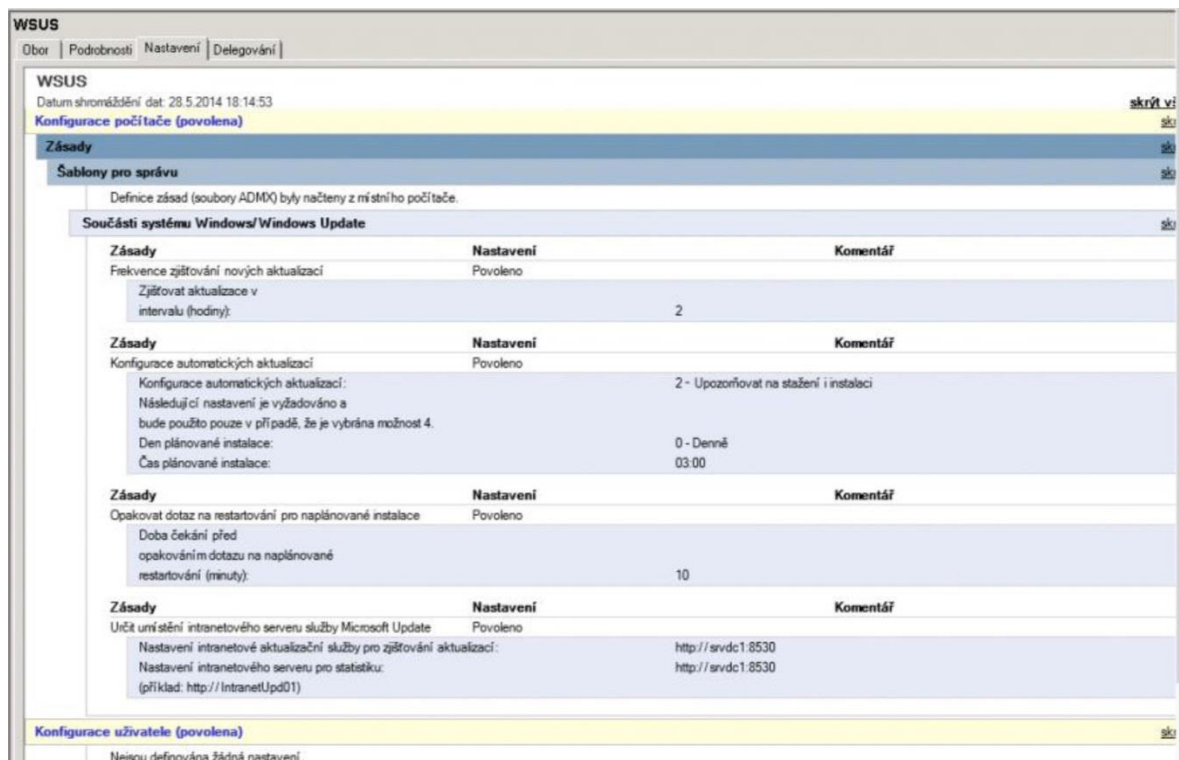 WSUS
Obor Podrobnosti Nastavení Delegování
WSUS
Datum shromáždění dat: 28.5.2014 18:14:53 skrýt
Konfigurace počítače (povolena)
Zásady
Šablony pro správu
Definice zásad (soubory ADMX) byly načteny z místního počítače.
Součásti systému Windows/Windows Update
Zásady Nastavení Komentář
Frekvence zjišťování nových aktualizací Povoleno
Zjišťovat aktualizace v
intervalu (hodiny): 2
Zásady Nastavení Komentář
Konfigurace automatických aktualizací Povoleno
Konfigurace automatických aktualizací: 2 - Upozorňovat na stažení i instalaci
Následující nastavení je vyžadováno a
bude použito pouze v případě, že je vybrána možnost 4.
Den plánované instalace: 0 - Denně
Čas plánované instalace: 03:00
Zásady Nastavení Komentář
Opakovat dotaz na restartování pro naplánované instalace Povoleno
Doba čekání před
opakováním dotazu na naplánované
restartování (minuty): 10
Zásady Nastavení Komentář
Určit umístění intranetového serveru služby Microsoft Update Povoleno
Nastavení intranetové aktualizační služby pro zjišťování aktualizací: http://srvdc1:8530
Nastavení intranetového serveru pro statistiku: http://srvdc1:8530
(příklad: http://IntranetUpd01)
Konfigurace uživatele (povolena)
Nejsou definována žádná nastavení.